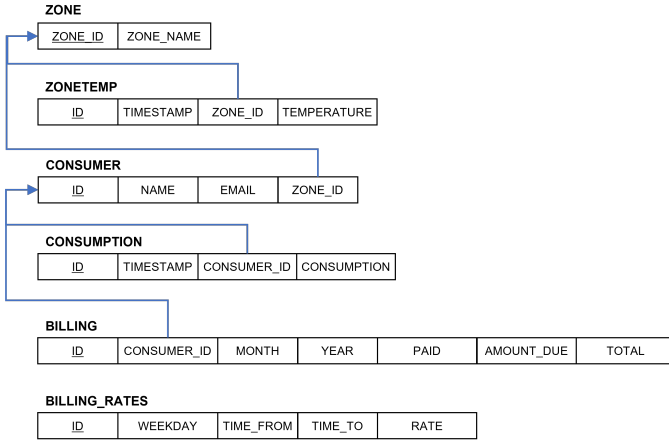 ZONE
ZONE_ID ZONE_NAME
ZONETEMP
ID TIMESTAMP ZONE_ID TEMPERATURE
CONSUMER
ID NAME EMAIL ZONE_ID
CONSUMPTION
ID TIMESTAMP CONSUMER_ID CONSUMPTION
BILLING
ID CONSUMER_ID MONTH YEAR PAID AMOUNT_DUE TOTAL
BILLING_RATES
ID WEEKDAY TIME_FROM TIME_TO RATE